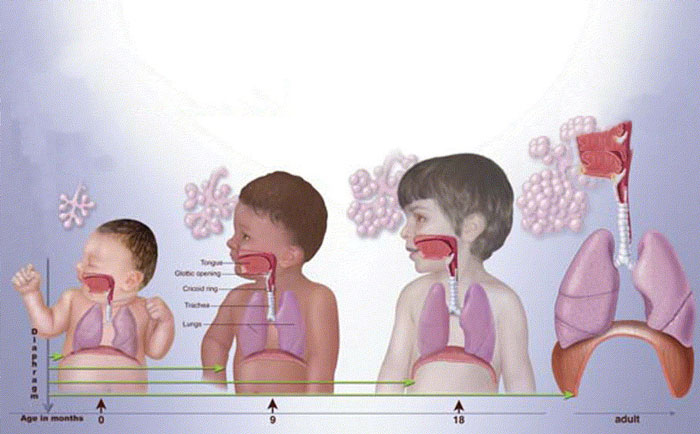 Tongue
Glottic opening
Cricoid ring
Trachea
Lungs
Diaphragm
Age in months
0
9
18
adult